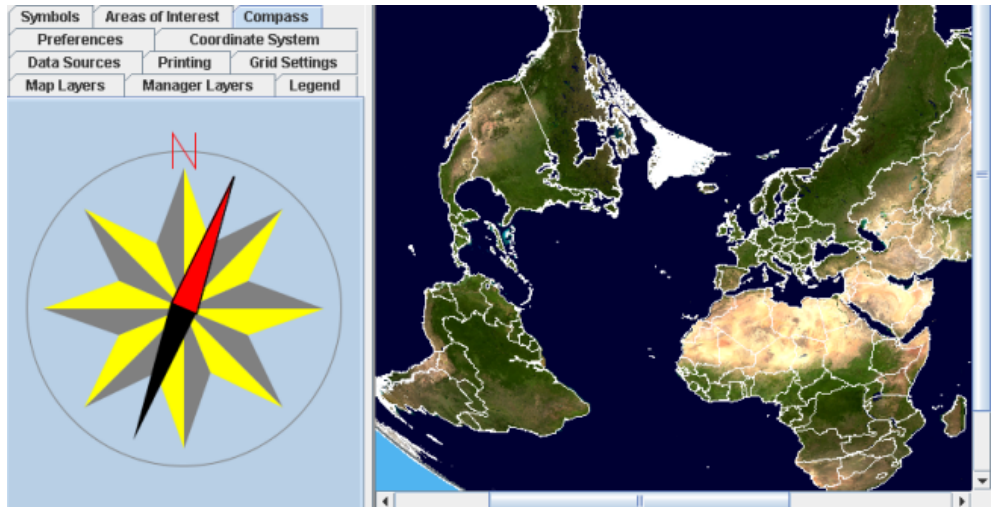 Symbols Areas of Interest Compass
Preferences Coordinate System
Data Sources Printing Grid Settings
Map Layers Manager Layers Legend
N